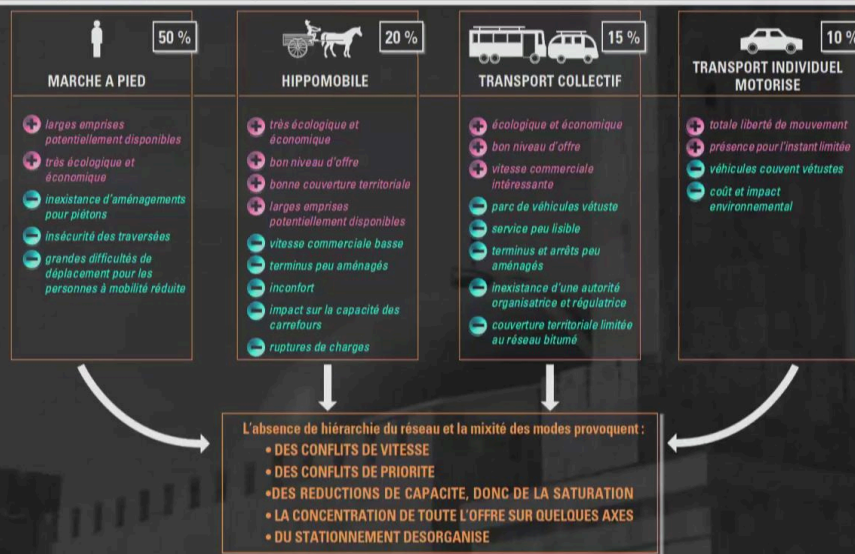 50 %
MARCHE A PIED
larges emprises
potentiellement disponibles
très écologique et
économique
inexistance d'aménagements
pour piétons
insécurité des traversées
grandes difficultés de
déplacement pour les
personnes à mobilité réduite
20 %
HIPPOMOBILE
très écologique et
économique
bon niveau d'offre
bonne couverture territoriale
larges emprises
potentiellement disponibles
vitesse commerciale basse
terminus peu aménagés
inconfort
impact sur la capacité des
carrefours
ruptures de charges
15 %
TRANSPORT COLLECTIF
écologique et économique
bon niveau d'offre
vitesse commerciale
intéressante
parc de véhicules vétuste
service peu lisible
terminus et arrêts peu
aménagés
inexistance d'une autorité
organisatrice et régulatrice
couverture territoriale limitée
au réseau bitumé
10 %
TRANSPORT INDIVIDUEL
MOTORISE
totale liberté de mouvement
présence pour l'instant limitée
véhicules couvent vétustes
coût et impact
environnemental
L'absence de hiérarchie du réseau et la mixité des modes provoquent :
• DES CONFLITS DE VITESSE
• DES CONFLITS DE PRIORITE
•DES REDUCTIONS DE CAPACITE, DONC DE LA SATURATION
• LA CONCENTRATION DE TOUTE L'OFFRE SUR QUELQUES AXES
• DU STATIONNEMENT DESORGANISE